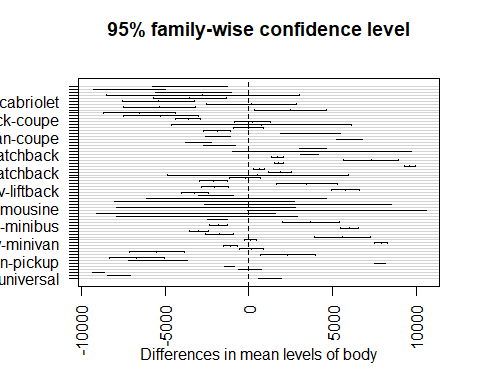 95% family-wise confidence level
cabriolet
ck-coupe
an-coupe
atchback
atchback
v-liftback
mousine
-minibus
-minivan
n-pickup
universal
-10000
-5000
0
5000
10000
Differences in mean levels of body